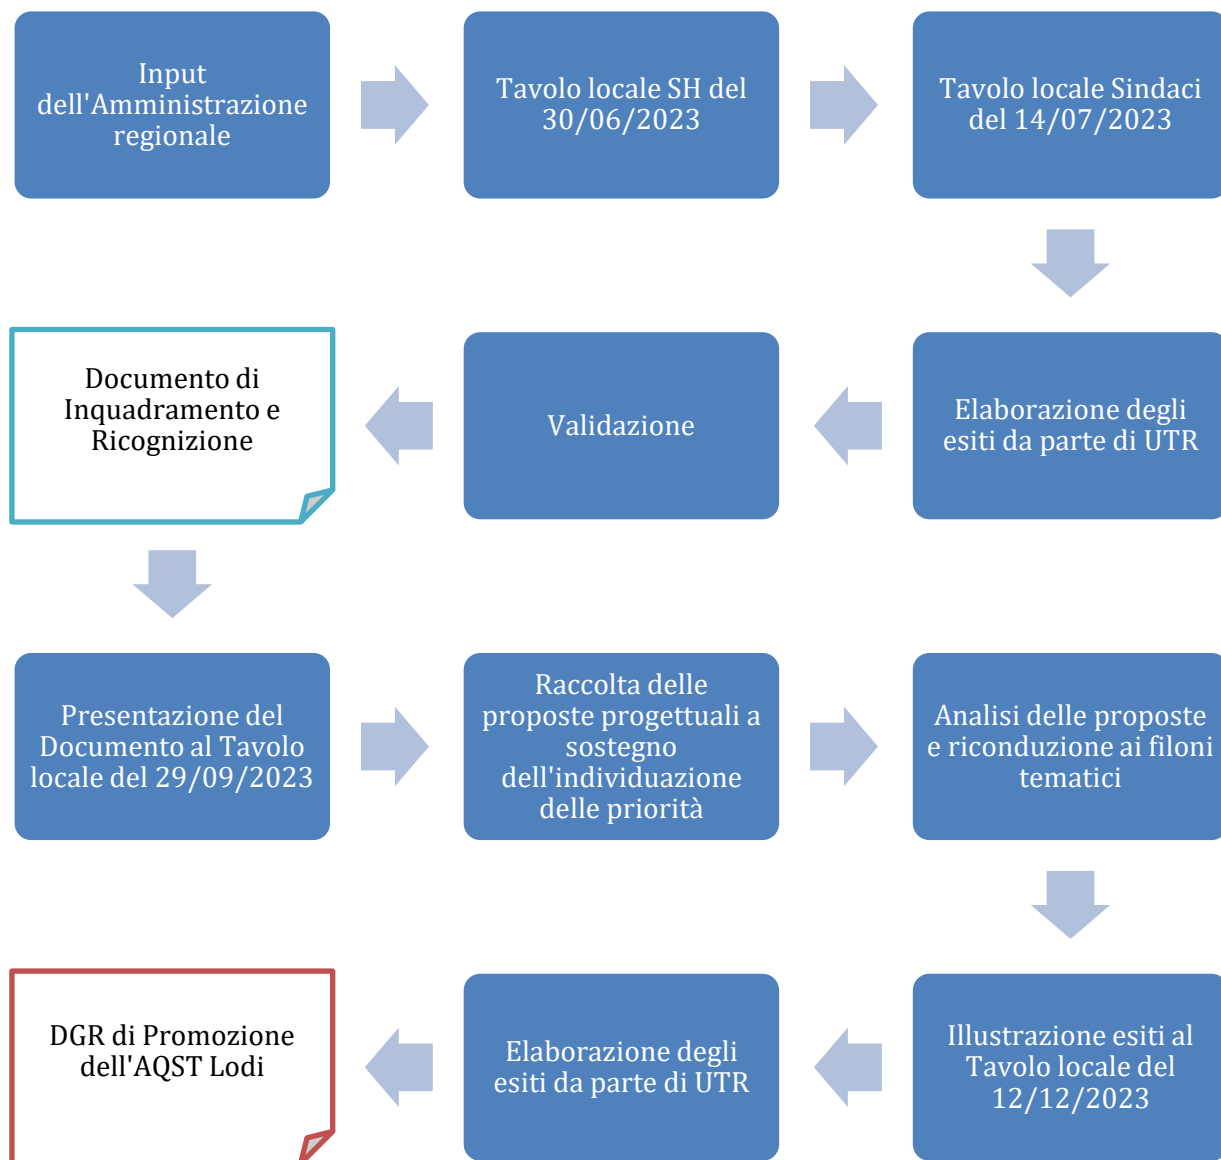 Input
dell'Amministrazione
regionale
Tavolo locale SH del
30/06/2023
Tavolo locale Sindaci
del 14/07/2023
Elaborazione degli
esiti da parte di UTR
Validazione
Documento di
Inquadramento e
Ricognizione
Presentazione del
Documento al Tavolo
locale del 29/09/2023
Raccolta delle
proposte progettuali a
sostegno
dell'individuazione
delle priorità
Analisi delle proposte
e riconduzione ai filoni
tematici
Illustrazione esiti al
Tavolo locale del
12/12/2023
Elaborazione degli
esiti da parte di UTR
DGR di Promozione
dell'AQST Lodi